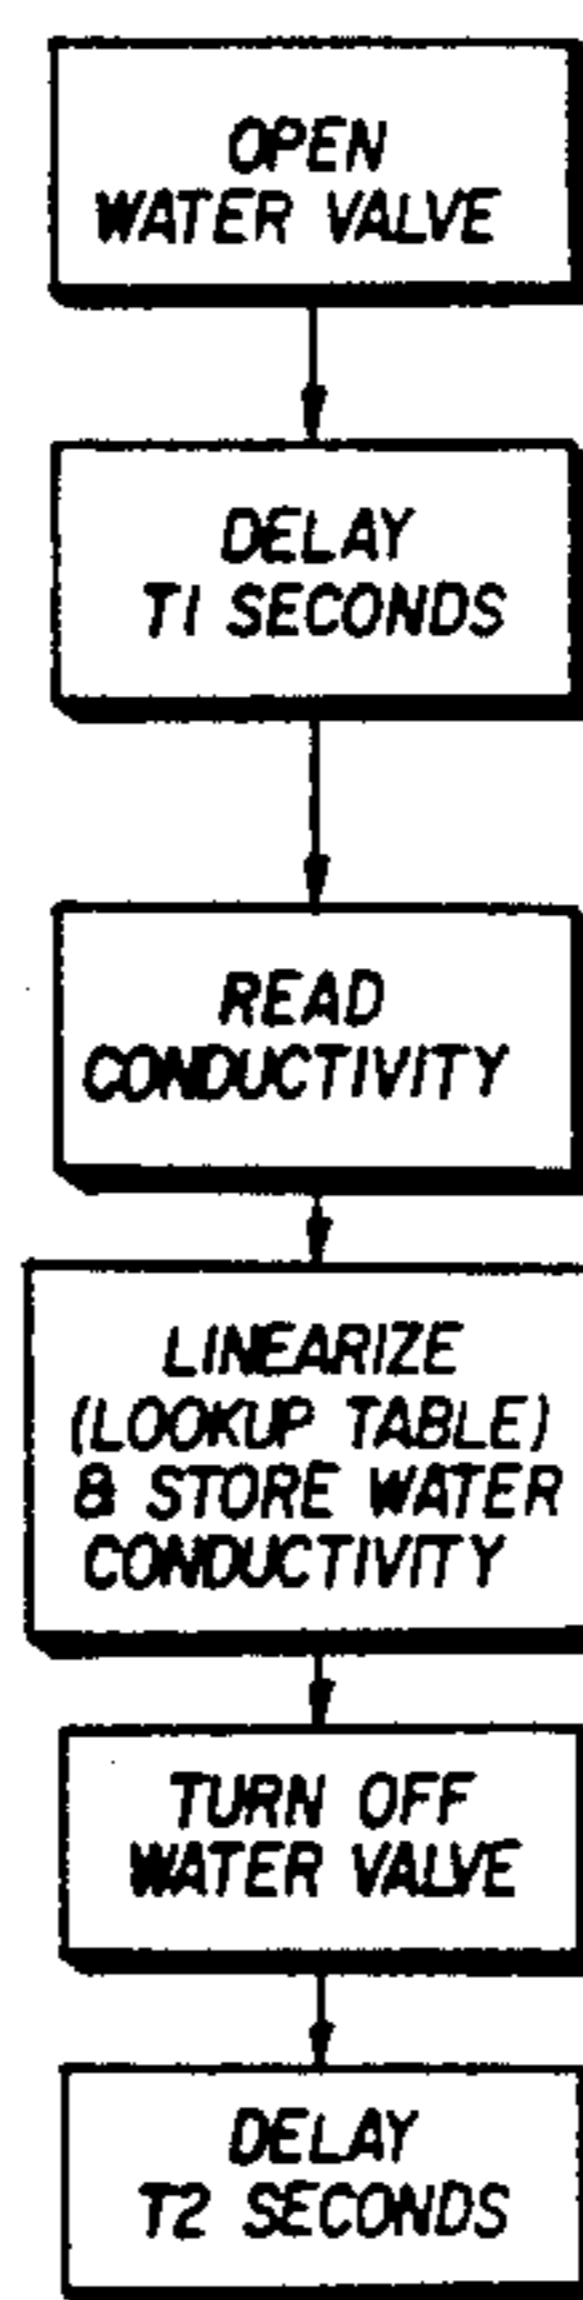 OPEN
WATER VALVE
DELAY
T1 SECONDS
READ
CONDUCTIVITY
LINEARIZE
(LOOKUP TABLE)
& STORE WATER
CONDUCTIVITY
TURN OFF
WATER VALVE
DELAY
T2 SECONDS